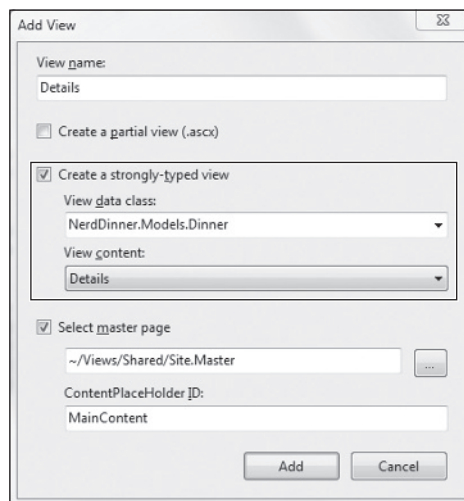 Add View
View name:
Details
Create a partial view (.ascx)
Create a strongly-typed view
View data class:
NerdDinner.Models.Dinner
View content:
Details
Select master page
~/Views/Shared/Site.Master
...
ContentPlaceHolder ID:
MainContent
Add
Cancel